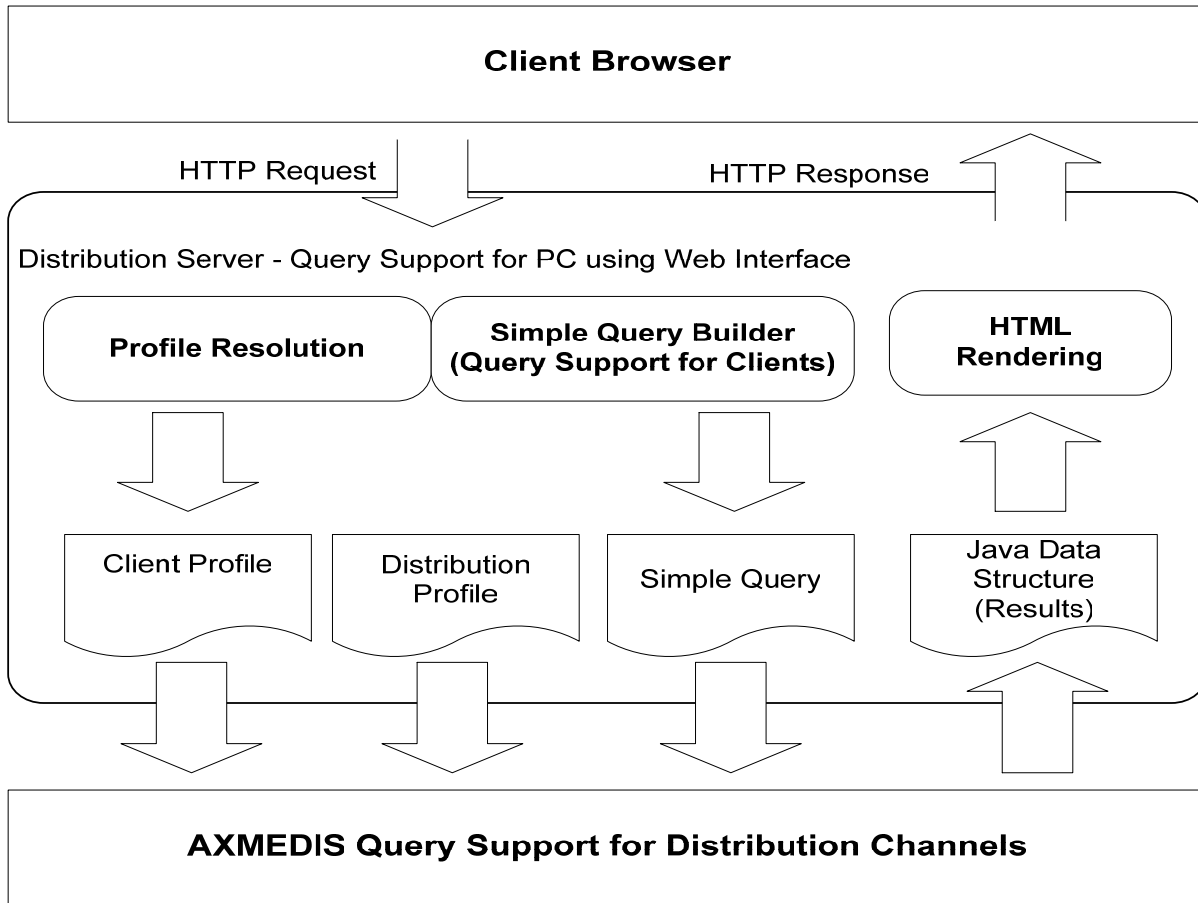 Client Browser
HTTP Request
HTTP Response
Distribution Server - Query Support for PC using Web Interface
Profile Resolution
Simple Query Builder
(Query Support for Clients)
HTML
Rendering
Client Profile
Distribution
Profile
Simple Query
Java Data
Structure
(Results)
AXMEDIS Query Support for Distribution Channels